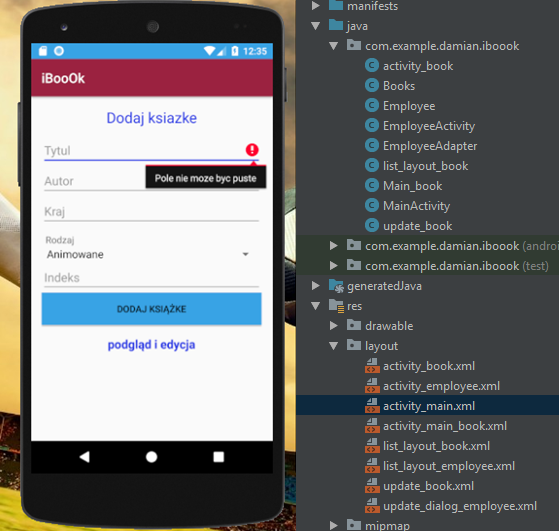 12:35
iBooOk
Dodaj ksiazke
Tytul
Pole nie moze byc puste
Autor
Kraj
Rodzaj
Animowane
Indeks
DODAJ KSIĄŻKE
podgląd i edycja
manifests
java
com.example.damian.iboook
activity_book
Books
Employee
EmployeeActivity
EmployeeAdapter
list_layout_book
Main_book
MainActivity
update_book
com.example.damian.iboook (androi
com.example.damian.iboook (test)
generatedJava
res
drawable
layout
activity_book.xml
activity_employee.xml
activity_main.xml
activity_main_book.xml
list_layout_book.xml
list_layout_employee.xml
update_book.xml
update_dialog_employee.xml
mipmap